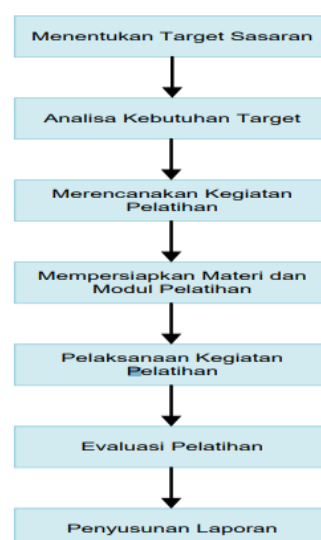 Menentukan Target Sasaran
Analisa Kebutuhan Target
Merencanakan Kegiatan
Pelatihan
Mempersiapkan Materi dan
Modul Pelatihan
Pelaksanaan Kegiatan
Pelatihan
Evaluasi Pelatihan
Penyusunan Laporan